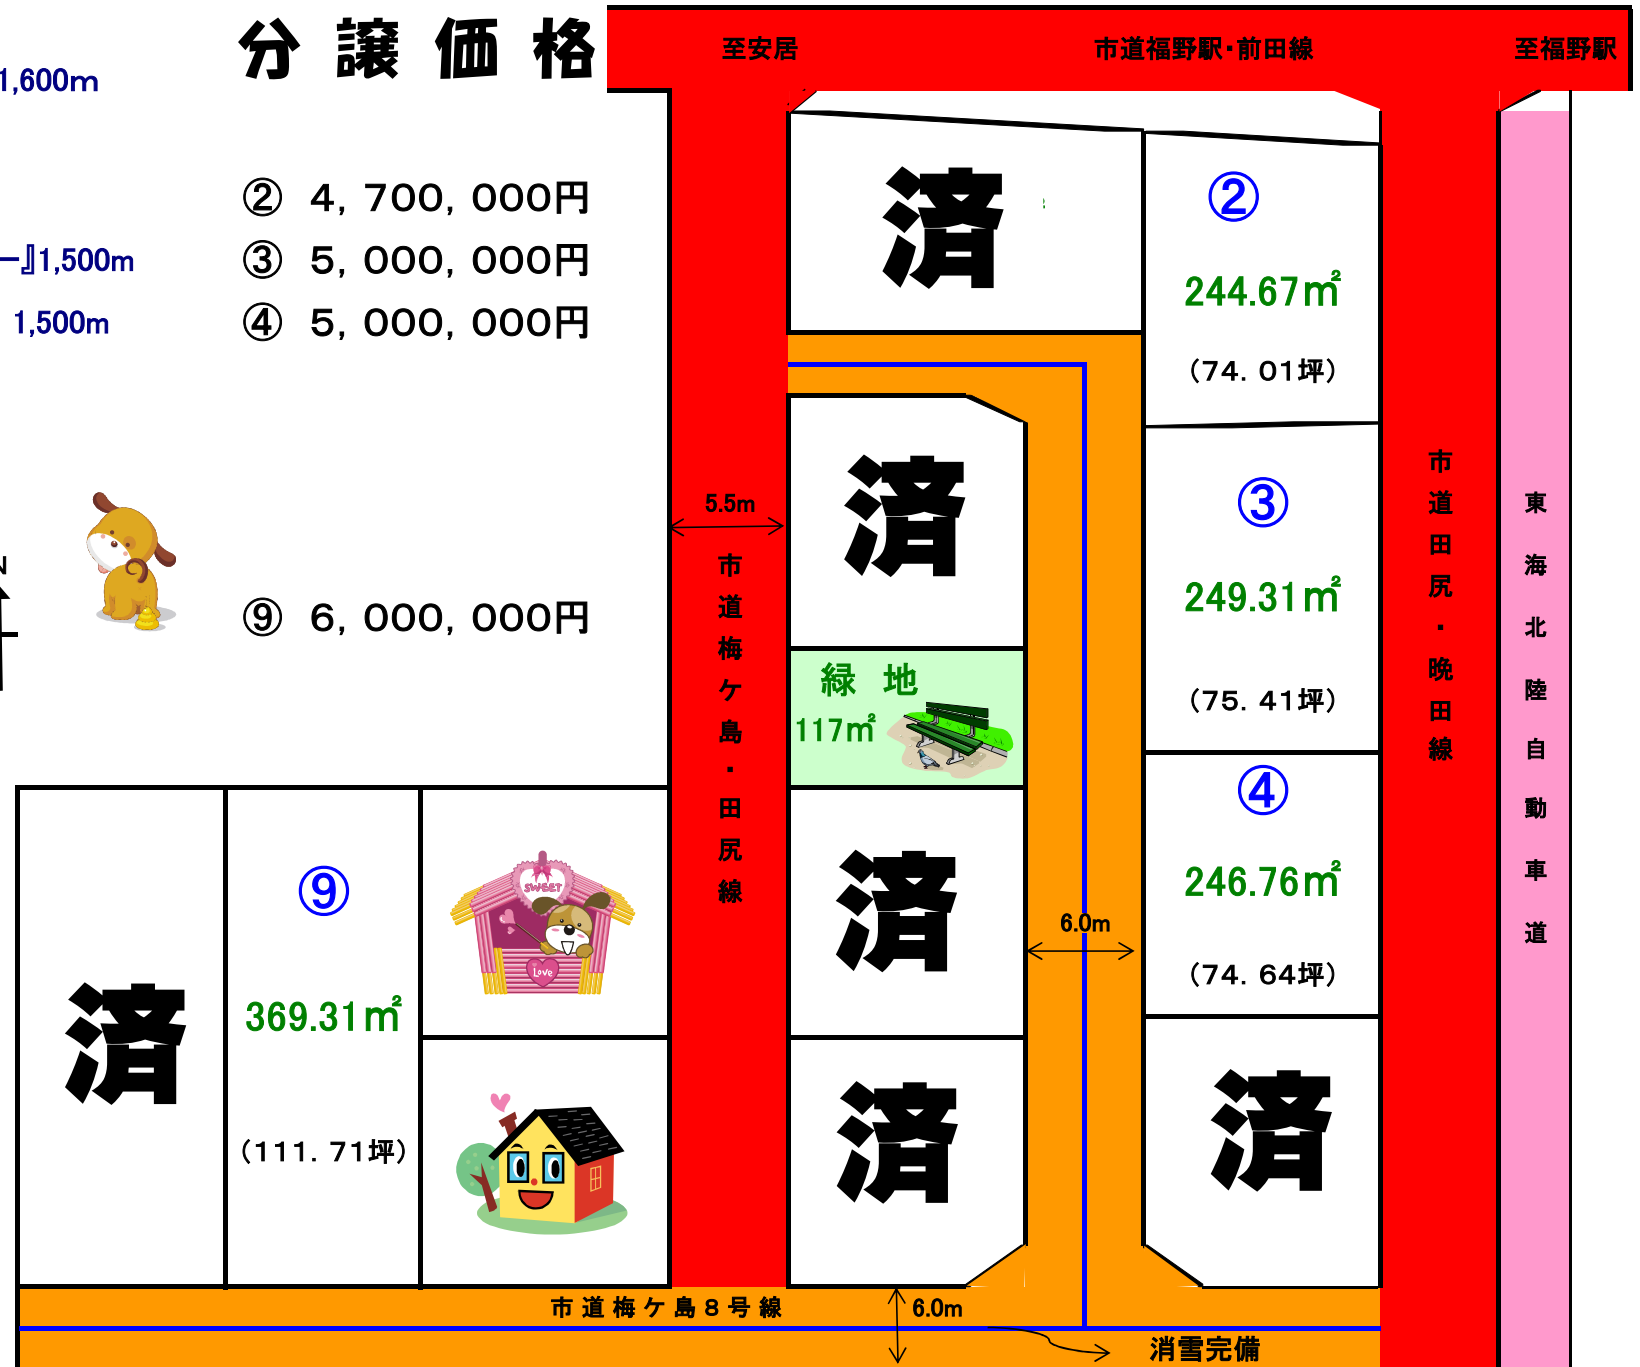 分譲価格
1,600m
② 4,700,000円
ー』1,500m
③ 5,000,000円
1,500m
④ 5,000,000円
⑨ 6,000,000円
N
至安居
市道福野駅・前田線
至福野駅
済
②
244.67㎡
(74.01坪)
済
③
249.31㎡
(75.41坪)
5.5m
市道梅ケ島・田尻線
市道田尻・晩田線
東海北陸自動車道
緑地
117㎡
④
246.76㎡
(74.64坪)
済
6.0m
済
⑨
369.31㎡
(111.71坪)
SWEET
Love
済
済
市道梅ケ島8号線
6.0m
消雪完備